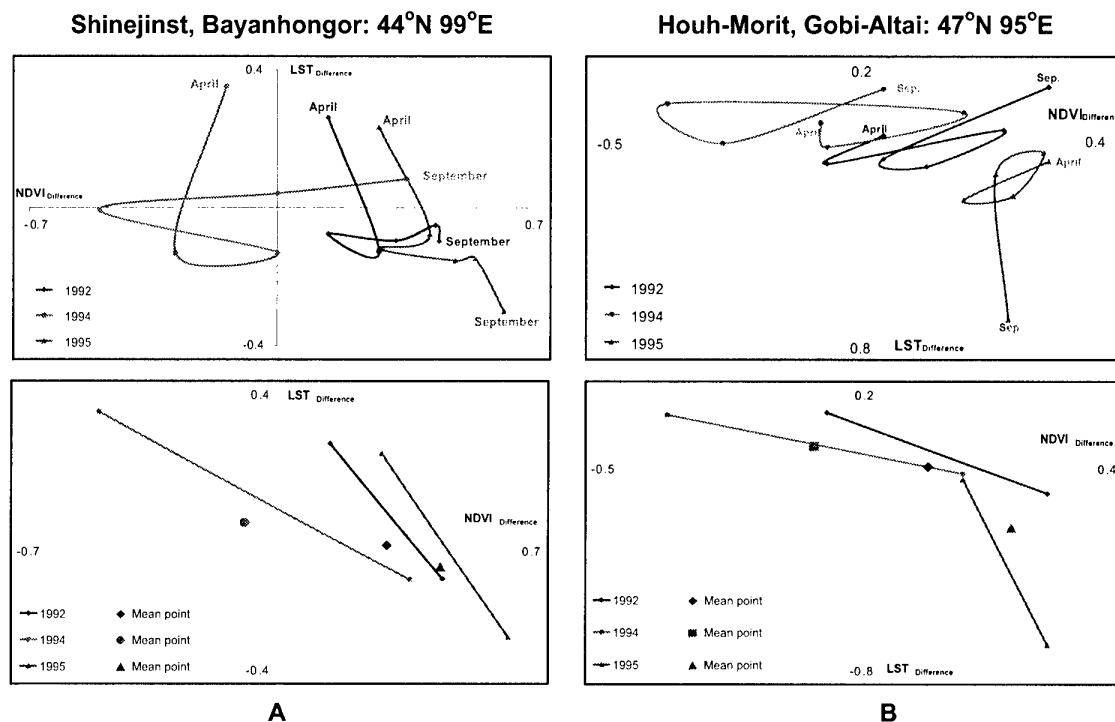 Shinejinst, Bayanhongor: 44°N 99°E
0.4 LST Difference
April
April
April
September
NDVI Difference
-0.7
0.7
September
1992
1994
1995
September
-0.4
0.4 LST Difference
NDVI Difference
-0.7
0.7
1992 Mean point
1994 Mean point
1995 Mean point
-0.4
A
Houh-Morit, Gobi-Altai: 47°N 95°E
0.2
Sep.
Sep.
NDVI Difference
April
April
-0.5
0.4
April
1992
1994
1995
Sep
0.8 LST Difference
0.2
NDVI Difference
-0.5
0.4
1992 Mean point
1994 Mean point
1995 Mean point
-0.8 LST Difference
B